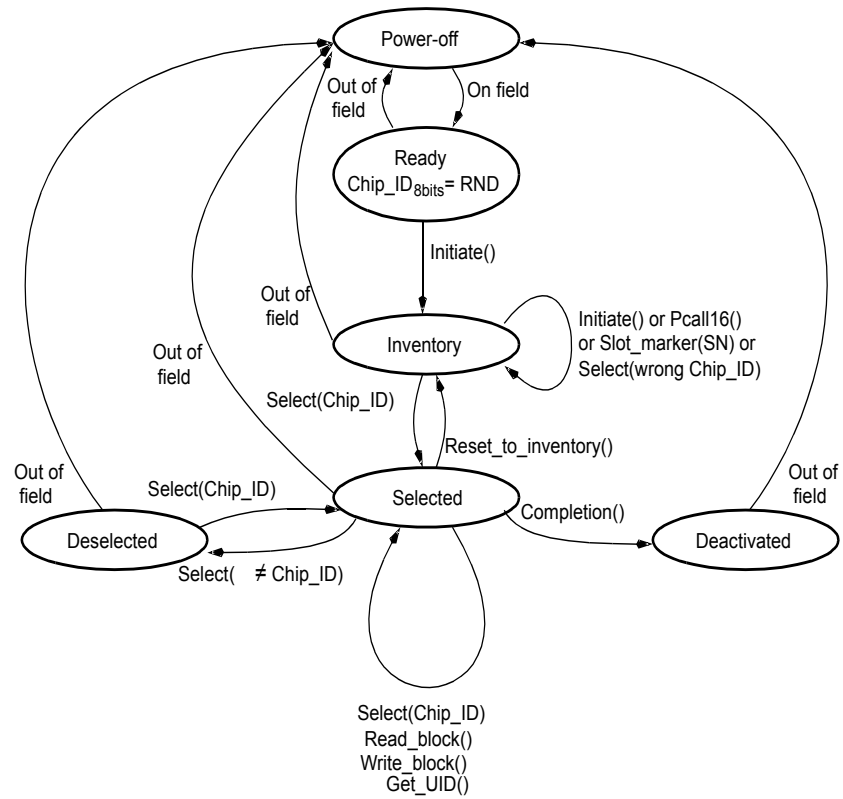 Power-off
Out of
field
On field
Ready
Chip_ID8bits= RND
Initiate()
Out of
field
Inventory
Initiate() or Pcall16()
or Slot_marker(SN) or
Select(wrong Chip_ID)
Out of
field
Select(Chip_ID)
Reset_to_inventory()
Out of
field
Select(Chip_ID)
Selected
Completion()
Out of
field
Deselected
Deactivated
Select( ≠ Chip_ID)
Select(Chip_ID)
Read_block()
Write_block()
Get_UID()